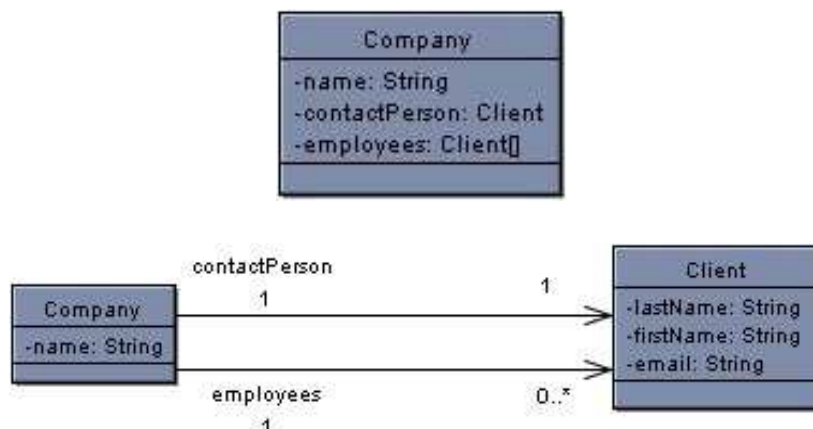 Company
-name: String
-contactPerson: Client
-employees: Client[]
contactPerson
1
1
Company
-name: String
Client
-lastName: String
-firstName: String
-email: String
employees
0..*
1